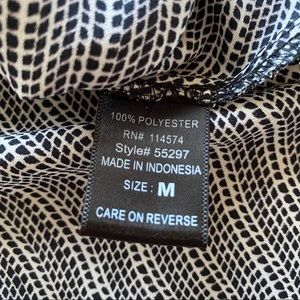 100% POLYESTER
RN# 114574
Style# 55297
MADE IN INDONESIA
SIZE : M
CARE ON REVERSE